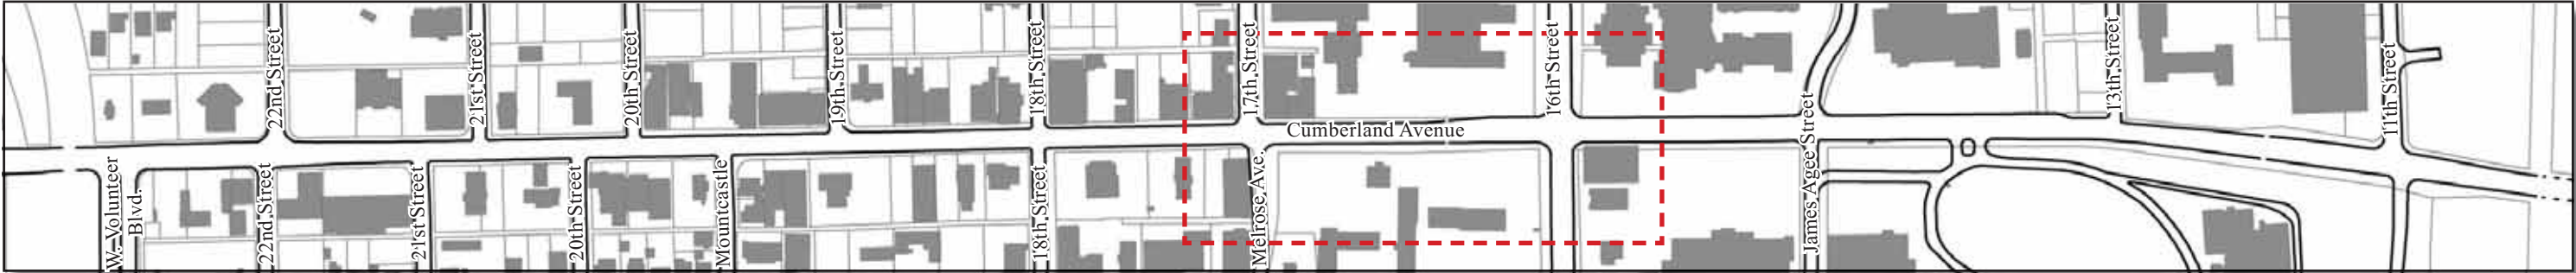 22nd Street
21st Street
20th Street
19th Street
18th Street
17th Street
16th Street
13th Street
11th Street
Cumberland Avenue
W. Volunteer
Blvd.
22nd Street
21st Street
20th Street
Mountcastle
18th Street
Melrose Ave.
James Agee Street